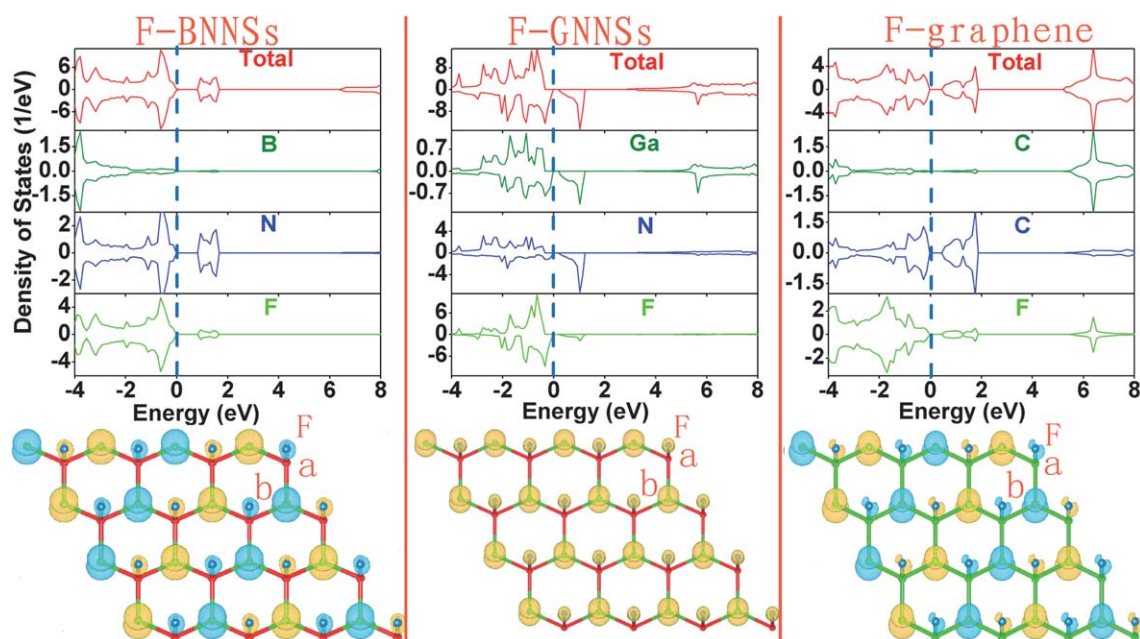 F-BNNSs
F-GNNSs
F-graphene
Density of States (1/eV)
Total
6
0
-6
B
1.5
0.0
-1.5
N
2
0
-2
F
4
0
-4
-4 -2 0 2 4 6 8
Energy (eV)
Total
8
0
-8
Ga
0.7
0.0
-0.7
N
4
0
-4
F
6
0
-6
-4 -2 0 2 4 6 8
Energy (eV)
Total
4
0
-4
C
1.5
0.0
-1.5
C
1.5
0.0
-1.5
F
2
0
2
-4 -2 0 2 4 6 8
Energy (eV)
F
a
b
F
a
b
F
a
b